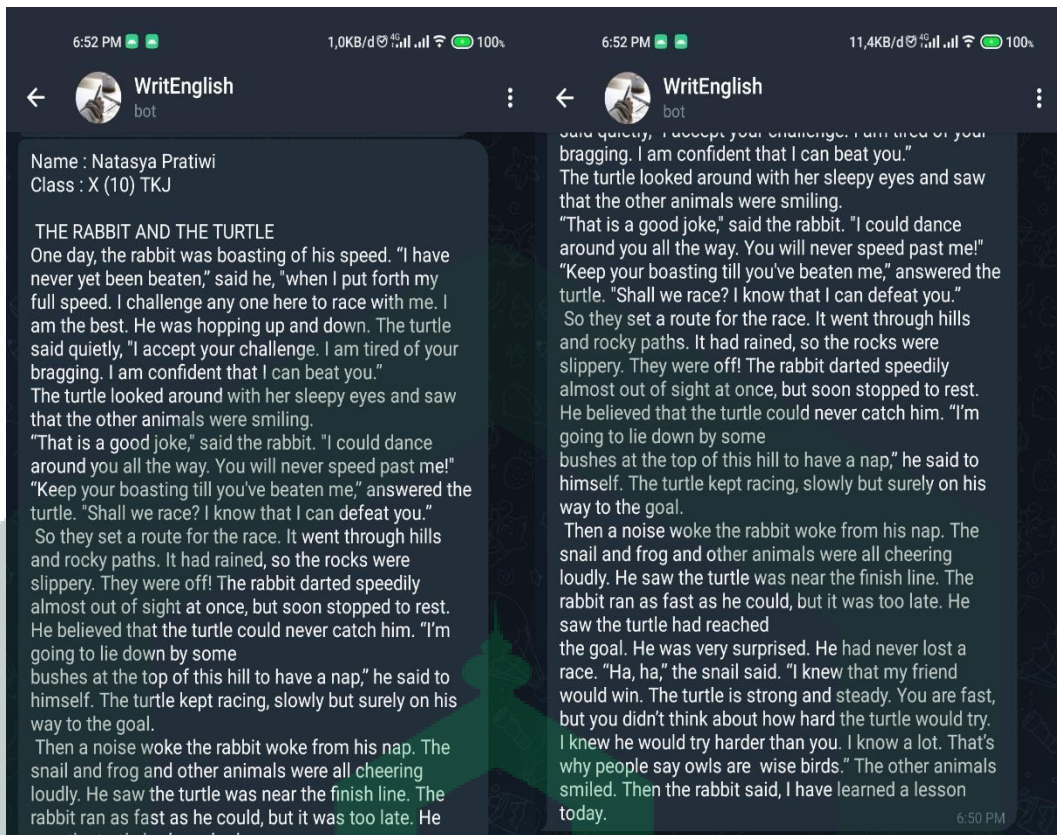 6:52 PM
1,0KB/d 4G 100%
WritEnglish
bot
Name : Natasya Pratiwi
Class : X (10) TKJ
THE RABBIT AND THE TURTLE
One day, the rabbit was boasting of his speed. “I have
never yet been beaten,” said he, "when I put forth my
full speed. I challenge any one here to race with me. I
am the best. He was hopping up and down. The turtle
said quietly, "I accept your challenge. I am tired of your
bragging. I am confident that I can beat you.”
The turtle looked around with her sleepy eyes and saw
that the other animals were smiling.
“That is a good joke," said the rabbit. "I could dance
around you all the way. You will never speed past me!"
“Keep your boasting till you've beaten me,” answered the
turtle. "Shall we race? I know that I can defeat you.”
So they set a route for the race. It went through hills
and rocky paths. It had rained, so the rocks were
slippery. They were off! The rabbit darted speedily
almost out of sight at once, but soon stopped to rest.
He believed that the turtle could never catch him. “I’m
going to lie down by some
bushes at the top of this hill to have a nap,” he said to
himself. The turtle kept racing, slowly but surely on his
way to the goal.
Then a noise woke the rabbit woke from his nap. The
snail and frog and other animals were all cheering
loudly. He saw the turtle was near the finish line. The
rabbit ran as fast as he could, but it was too late. He
6:52 PM
11,4KB/d 4G 100%
WritEnglish
bot
said quietly, "I accept your challenge. I am tired of your
bragging. I am confident that I can beat you.”
The turtle looked around with her sleepy eyes and saw
that the other animals were smiling.
“That is a good joke," said the rabbit. "I could dance
around you all the way. You will never speed past me!"
“Keep your boasting till you've beaten me,” answered the
turtle. "Shall we race? I know that I can defeat you.”
So they set a route for the race. It went through hills
and rocky paths. It had rained, so the rocks were
slippery. They were off! The rabbit darted speedily
almost out of sight at once, but soon stopped to rest.
He believed that the turtle could never catch him. “I’m
going to lie down by some
bushes at the top of this hill to have a nap,” he said to
himself. The turtle kept racing, slowly but surely on his
way to the goal.
Then a noise woke the rabbit woke from his nap. The
snail and frog and other animals were all cheering
loudly. He saw the turtle was near the finish line. The
rabbit ran as fast as he could, but it was too late. He
saw the turtle had reached
the goal. He was very surprised. He had never lost a
race. “Ha, ha,” the snail said. “I knew that my friend
would win. The turtle is strong and steady. You are fast,
but you didn’t think about how hard the turtle would try.
I knew he would try harder than you. I know a lot. That’s
why people say owls are  wise birds.” The other animals
smiled. Then the rabbit said, I have learned a lesson
today.
6:50 PM